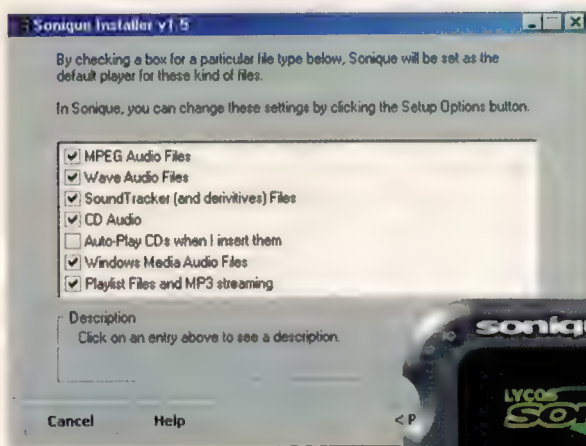 Sonique Installer v1.5
By checking a box for a particular file type below, Sonique will be set as the
default player for these kind of files.
In Sonique, you can change these settings by clicking the Setup Options button.
MPEG Audio Files
Wave Audio Files
SoundTracker (and derivitives) Files
CD Audio
Auto-Play CDs when I insert them
Windows Media Audio Files
Playlist Files and MP3 streaming
Description
Click on an entry above to see a description.
Cancel Help < P
soniq
LYCOS
SO